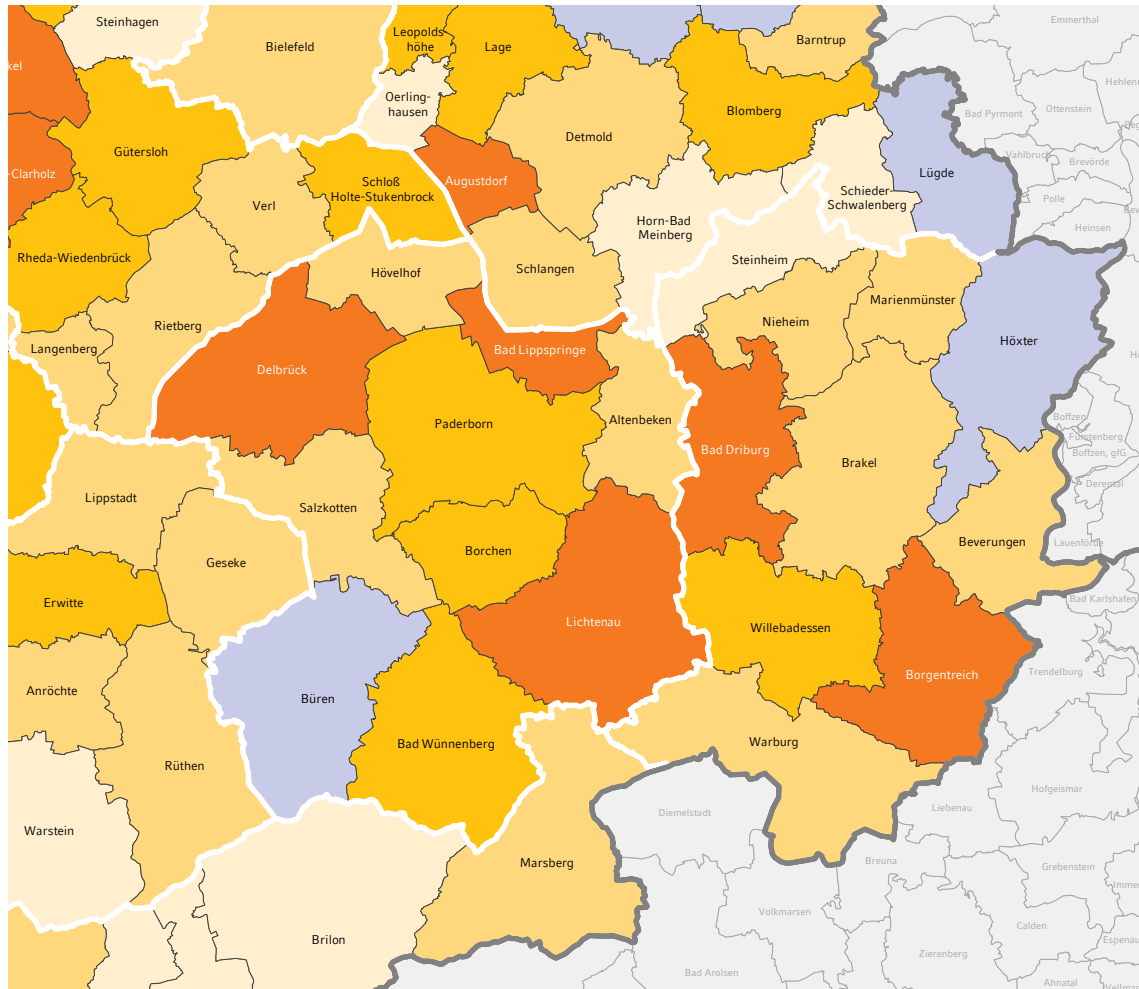 Steinhagen
Bielefeld
Leopolds
höhe
Lage
Barntrup
Emmerthal
kel
Oerling-
hausen
Blomberg
Ottenstein
Bad Pyrmont
Gütersloh
Detmold
Vahlbruch
Brevörde
-Clarholz
Schloß
Holte-Stukenbrock
Augustdorf
Lügde
Schieder-
Schwalenberg
Polle
Verl
Horn-Bad
Meinberg
Heinsen
Rheda-Wiedenbrück
Hövelhof
Schlangen
Steinheim
Marienmünster
Rietberg
Nieheim
Höxter
Langenberg
Bad Lippspringe
Delbrück
Paderborn
Altenbeken
Boffzen
Fürstenberg
Bad Driburg
Boffzen, gfG
Brakel
Derental
Lippstadt
Salzkotten
Borchen
Beverungen
Lauenförde
Geseke
Erwitte
Bad Karlshafen
Lichtenau
Willebadessen
Trendelburg
Borgentreich
Anröchte
Büren
Bad Wünnenberg
Warburg
Rüthen
Hofgeismar
Diemelstadt
Liebenau
Warstein
Marsberg
Breuna
Grebenstein
Volkmarsen
Calden
Brilon
Espenau
Zierenberg
Bad Arolsen
Ahnatal